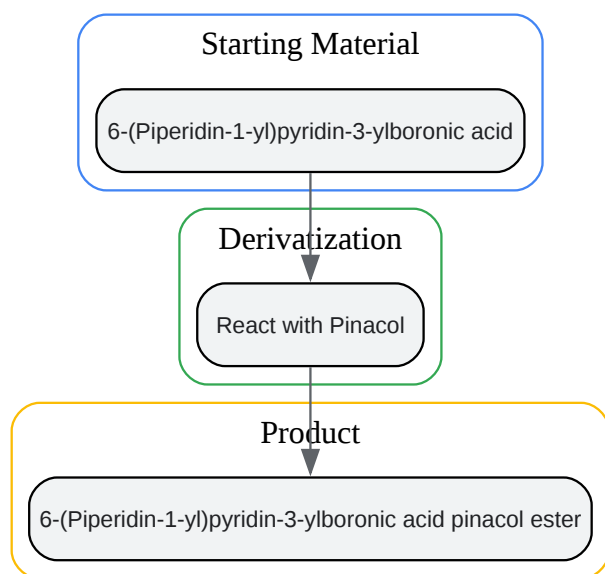 Starting Material
6-(Piperidin-1-yl)pyridin-3-ylboronic acid
Derivatization
React with Pinacol
Product
6-(Piperidin-1-yl)pyridin-3-ylboronic acid pinacol ester